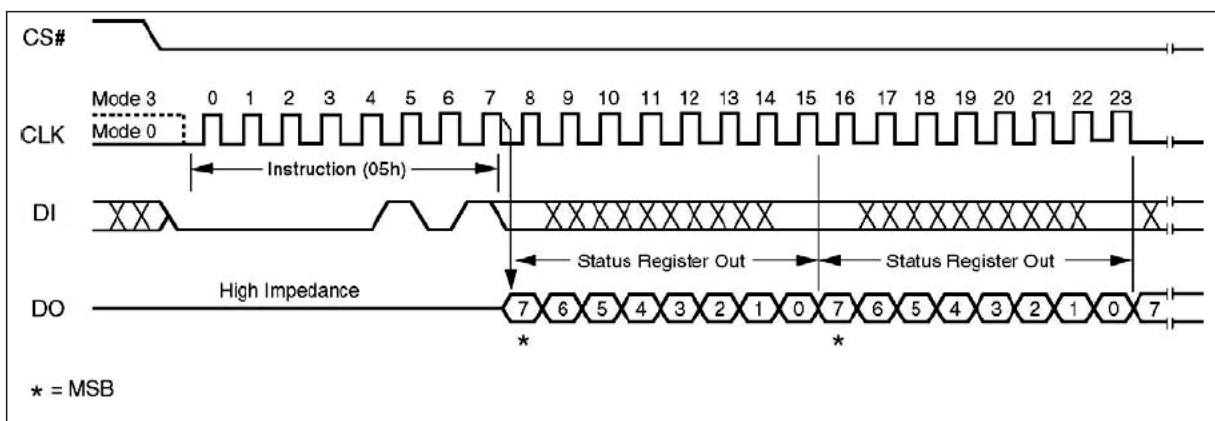 CS#
Mode 3 0 1 2 3 4 5 6 7 8 9 10 11 12 13 14 15 16 17 18 19 20 21 22 23
CLK Mode 0
Instruction (05h)
DI
Status Register Out Status Register Out
High Impedance
DO 7 6 5 4 3 2 1 0 7 6 5 4 3 2 1 0 7
* *
* = MSB